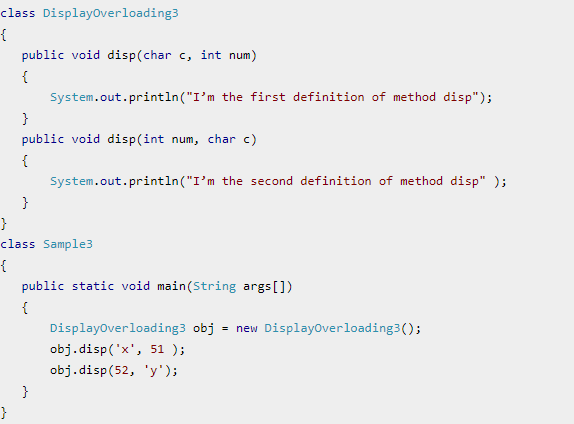 class DisplayOverloading3
{
   public void disp(char c, int num)
   {
       System.out.println("I’m the first definition of method disp");
   }
   public void disp(int num, char c)
   {
       System.out.println("I’m the second definition of method disp" );
   }
}
class Sample3
{
   public static void main(String args[])
   {
       DisplayOverloading3 obj = new DisplayOverloading3();
       obj.disp('x', 51 );
       obj.disp(52, 'y');
   }
}